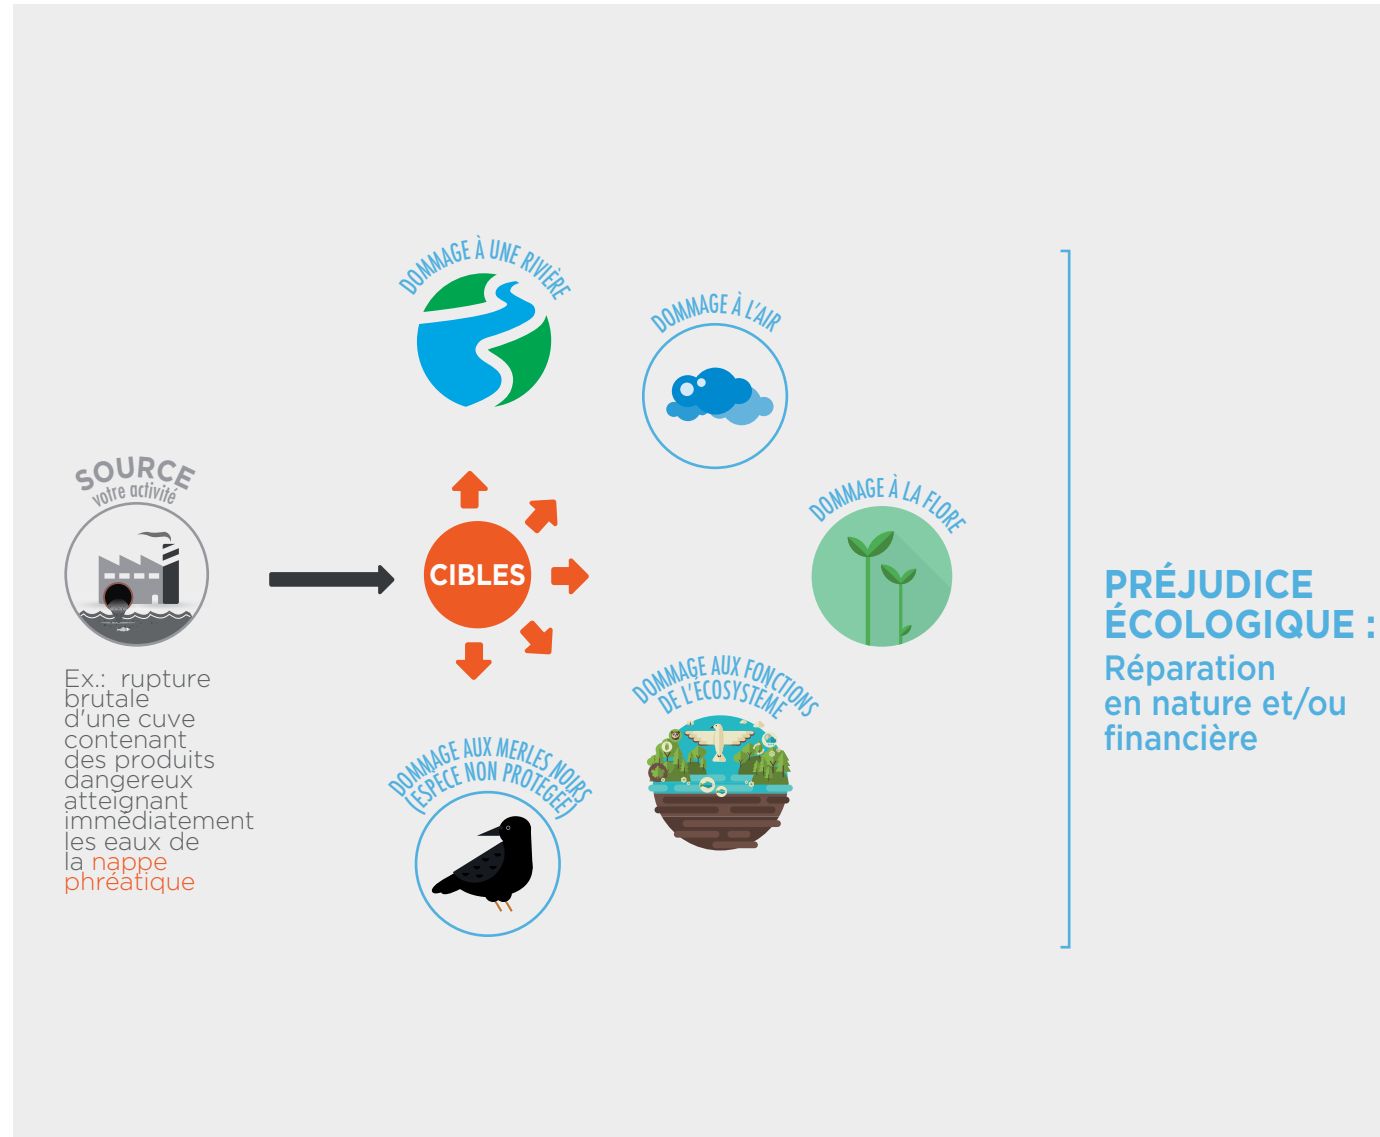 DOMMAGE À UNE RIVIÈRE
DOMMAGE À L'AIR
SOURCE
votre activité
DOMMAGE À LA FLORE
CIBLES
Ex.: rupture
brutale
d'une cuve
contenant
des produits
dangereux
atteignant
immédiatement
les eaux de
la nappe
phréatique
DOMMAGE AUX FONCTIONS
DE L'ÉCOSYSTÈME
DOMMAGE AUX MERLES NOIRS
(ESPÈCE NON PROTÉGÉE)
PRÉJUDICE
ÉCOLOGIQUE :
Réparation
en nature et/ou
financière